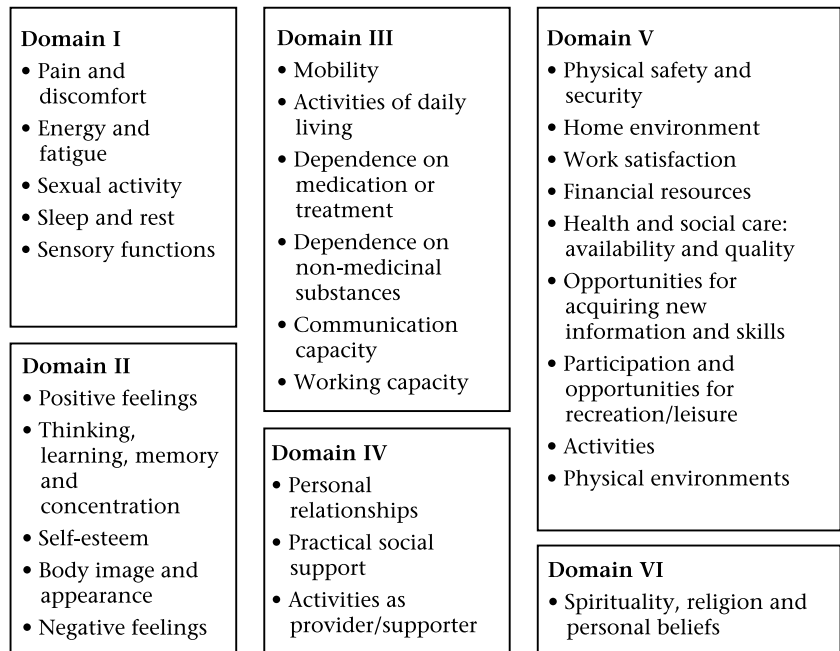 Domain I
• Pain and
discomfort
• Energy and
fatigue
• Sexual activity
• Sleep and rest
• Sensory functions
Domain II
• Positive feelings
• Thinking,
learning, memory
and
concentration
• Self-esteem
• Body image and
appearance
• Negative feelings
Domain III
• Mobility
• Activities of daily
living
• Dependence on
medication or
treatment
• Dependence on
non-medicinal
substances
• Communication
capacity
• Working capacity
Domain IV
• Personal
relationships
• Practical social
support
• Activities as
provider/supporter
Domain V
• Physical safety and
security
• Home environment
• Work satisfaction
• Financial resources
• Health and social care:
availability and quality
• Opportunities for
acquiring new
information and skills
• Participation and
opportunities for
recreation/leisure
• Activities
• Physical environments
Domain VI
• Spirituality, religion and
personal beliefs